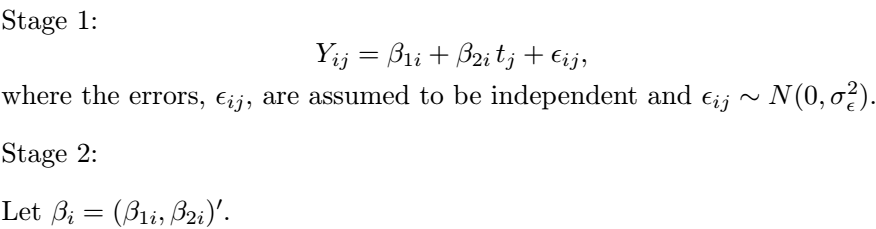 Stage 1:
Y_{ij} = β_{1i} + β_{2i} t_j + ϵ_{ij},
where the errors, ϵ_{ij}, are assumed to be independent and ϵ_{ij} ∼ N(0, σ_ϵ^2).
Stage 2:
Let β_i = (β_{1i}, β_{2i})′.